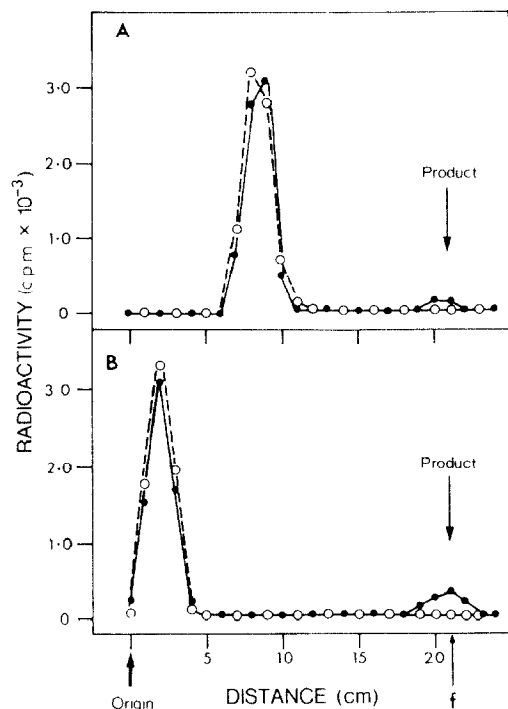 A
3·0
2·0
1·0
0
Product
RADIOACTIVITY (cpm × 10⁻³)
B
3·0
2·0
1·0
0
Product
5
10
15
20
Origin
DISTANCE (cm)
f